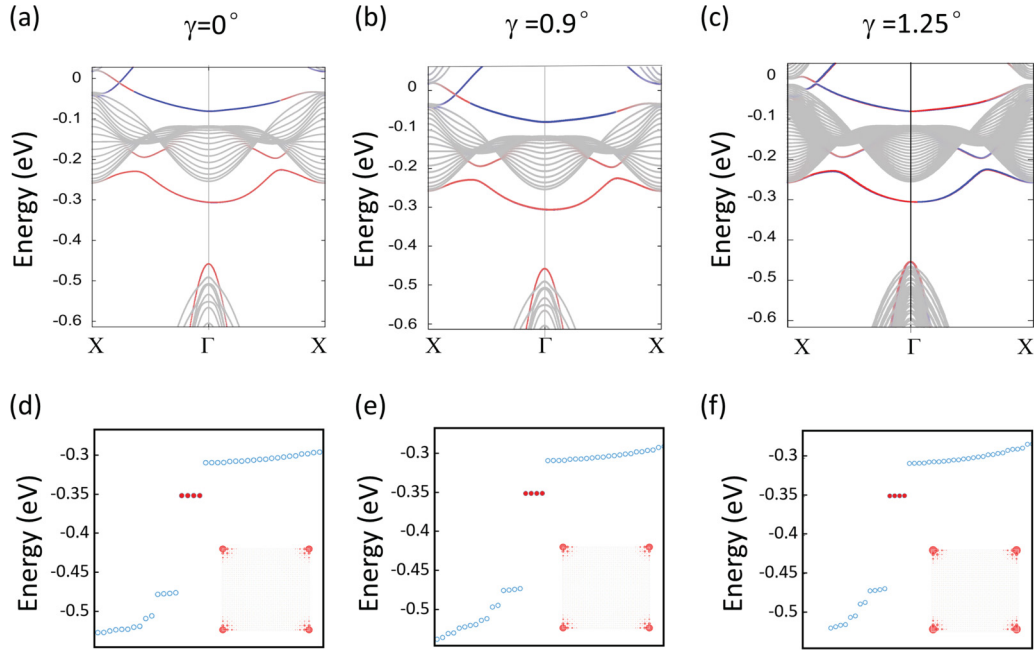 (a) γ=0°
(b) γ =0.9°
(c) γ =1.25°
Energy (eV)
0
-0.1
-0.2
-0.3
-0.4
-0.5
-0.6
X Γ X
Energy (eV)
0
-0.1
-0.2
-0.3
-0.4
-0.5
-0.6
X Γ X
Energy (eV)
0
-0.1
-0.2
-0.3
-0.4
-0.5
-0.6
X Γ X
(d)
Energy (eV)
-0.3
-0.35
-0.4
-0.45
-0.5
(e)
Energy (eV)
-0.3
-0.35
-0.4
-0.45
-0.5
(f)
Energy (eV)
-0.3
-0.35
-0.4
-0.45
-0.5